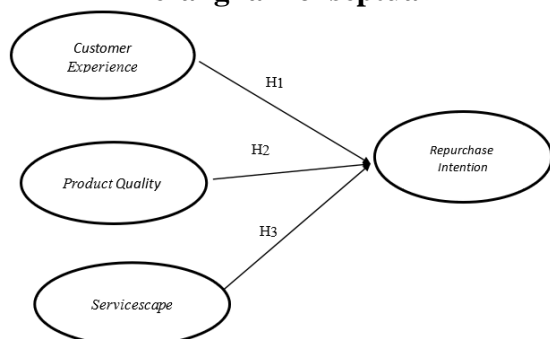 Customer
Experience
H1
H2
Repurchase
Intention
Product Quality
H3
Servicescape